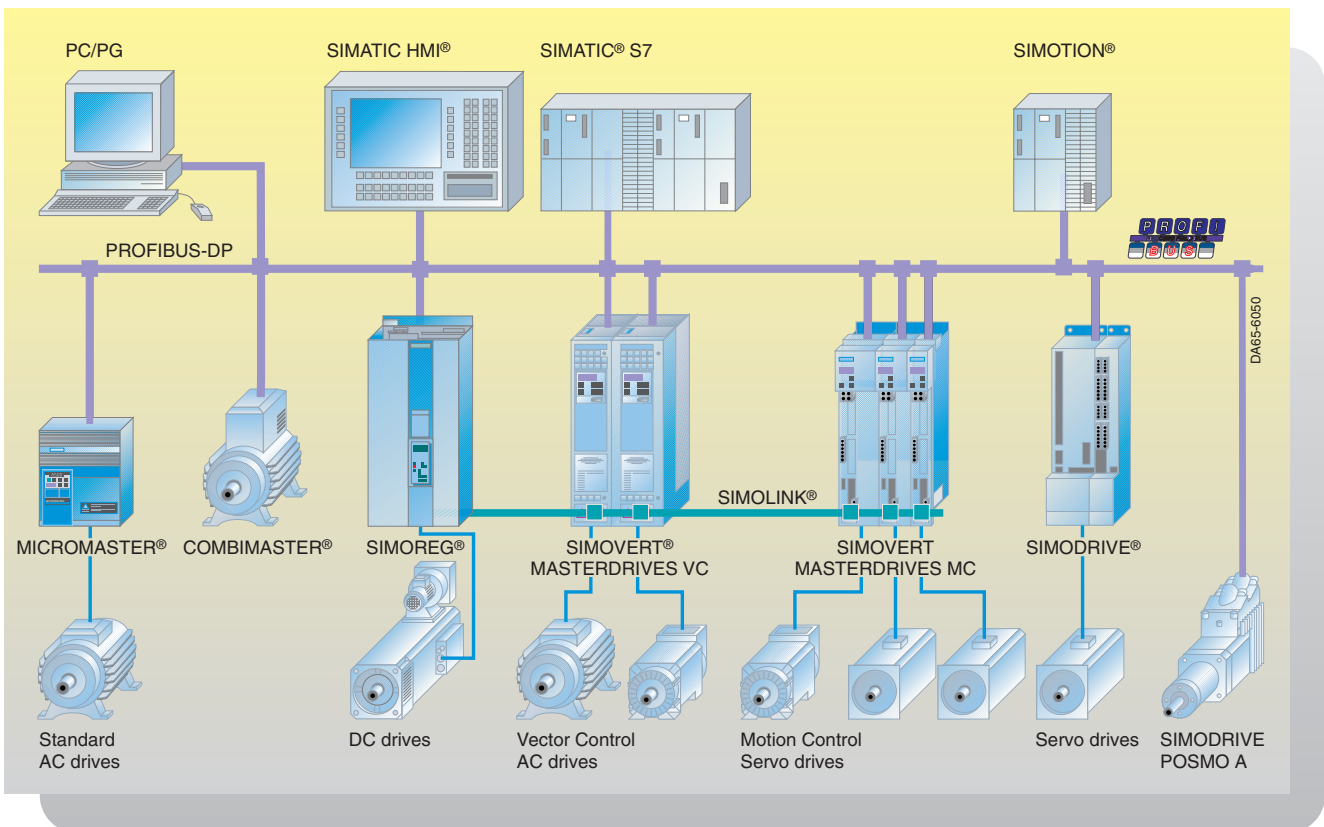 PC/PG
SIMATIC HMI®
SIMATIC® S7
SIMOTION®
PROFIBUS-DP
PROFI
BUS
DA65-6050
SIMOLINK®
MICROMASTER®
COMBIMASTER®
SIMOREG®
SIMOVERT®
MASTERDRIVES VC
SIMOVERT
MASTERDRIVES MC
SIMODRIVE®
Standard
AC drives
DC drives
Vector Control
AC drives
Motion Control
Servo drives
Servo drives
SIMODRIVE
POSMO A